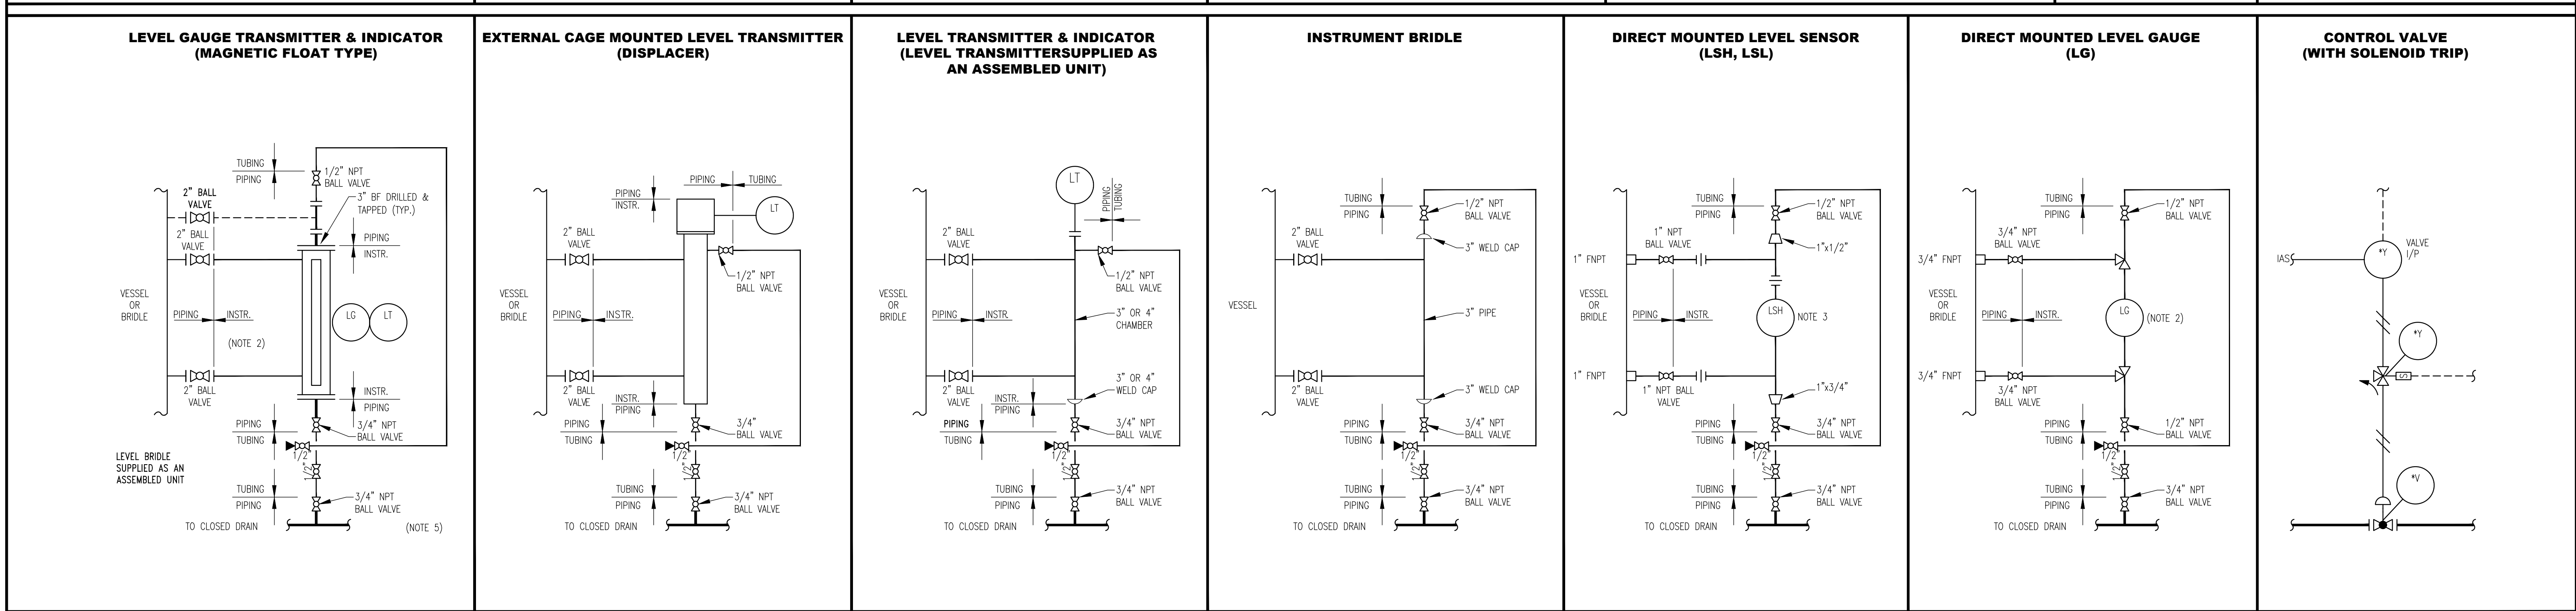 LEVEL GAUGE TRANSMITTER & INDICATOR
(MAGNETIC FLOAT TYPE)
TUBING
PIPING
1/2" NPT
BALL VALVE
2" BALL
VALVE
3" BF DRILLED &
TAPPED (TYP.)
2" BALL
VALVE
PIPING
INSTR.
VESSEL
OR
BRIDLE
PIPING
INSTR.
LG
LT
(NOTE 2)
2" BALL
VALVE
INSTR.
PIPING
3/4" NPT
BALL VALVE
PIPING
TUBING
1/2"
1/2"
LEVEL BRIDLE
SUPPLIED AS AN
ASSEMBLED UNIT
TUBING
PIPING
3/4" NPT
BALL VALVE
TO CLOSED DRAIN
(NOTE 5)
EXTERNAL CAGE MOUNTED LEVEL TRANSMITTER
(DISPLACER)
PIPING
TUBING
PIPING
INSTR.
LT
2" BALL
VALVE
1/2" NPT
BALL VALVE
VESSEL
OR
BRIDLE
PIPING
INSTR.
2" BALL
VALVE
INSTR.
PIPING
3/4"
BALL VALVE
PIPING
TUBING
1/2"
1/2"
TUBING
PIPING
3/4" NPT
BALL VALVE
TO CLOSED DRAIN
LEVEL TRANSMITTER & INDICATOR
(LEVEL TRANSMITTERSUPPLIED AS
AN ASSEMBLED UNIT)
LT
PIPING
TUBING
2" BALL
VALVE
1/2" NPT
BALL VALVE
VESSEL
OR
BRIDLE
PIPING
INSTR.
3" OR 4"
CHAMBER
2" BALL
VALVE
3" OR 4"
WELD CAP
INSTR.
PIPING
3/4" NPT
BALL VALVE
PIPING
TUBING
1/2"
1/2"
TUBING
PIPING
3/4" NPT
BALL VALVE
TO CLOSED DRAIN
INSTRUMENT BRIDLE
TUBING
PIPING
1/2" NPT
BALL VALVE
2" BALL
VALVE
3" WELD CAP
VESSEL
3" PIPE
2" BALL
VALVE
3" WELD CAP
PIPING
TUBING
3/4" NPT
BALL VALVE
1/2"
1/2"
TUBING
PIPING
3/4" NPT
BALL VALVE
TO CLOSED DRAIN
DIRECT MOUNTED LEVEL SENSOR
(LSH, LSL)
TUBING
PIPING
1/2" NPT
BALL VALVE
1" NPT
BALL VALVE
1"x1/2"
1" FNPT
VESSEL
OR
BRIDLE
PIPING
INSTR.
LSH
NOTE 3
1" FNPT
1" NPT BALL
VALVE
1"x3/4"
PIPING
TUBING
3/4" NPT
BALL VALVE
1/2"
1/2"
TUBING
PIPING
3/4" NPT
BALL VALVE
TO CLOSED DRAIN
DIRECT MOUNTED LEVEL GAUGE
(LG)
TUBING
PIPING
1/2" NPT
BALL VALVE
3/4" NPT
BALL VALVE
3/4" FNPT
VESSEL
OR
BRIDLE
PIPING
INSTR.
LG
(NOTE 2)
3/4" FNPT
3/4" NPT
BALL VALVE
PIPING
TUBING
1/2" NPT
BALL VALVE
1/2"
1/2"
TUBING
PIPING
3/4" NPT
BALL VALVE
TO CLOSED DRAIN
CONTROL VALVE
(WITH SOLENOID TRIP)
IAS
*Y
VALVE
I/P
*Y
S
*V